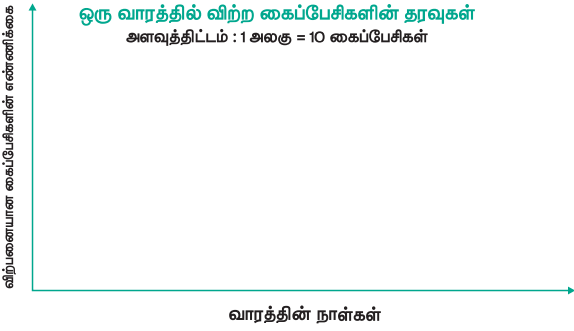 ஒரு வாரத்தில் விற்ற கைப்பேசிகளின் தரவுகள்
அளவுத்திட்டம் : 1 அலகு = 10 கைப்பேசிகள்
விற்பனையான கைப்பேசிகளின் எண்ணிக்கை
வாரத்தின் நாள்கள்